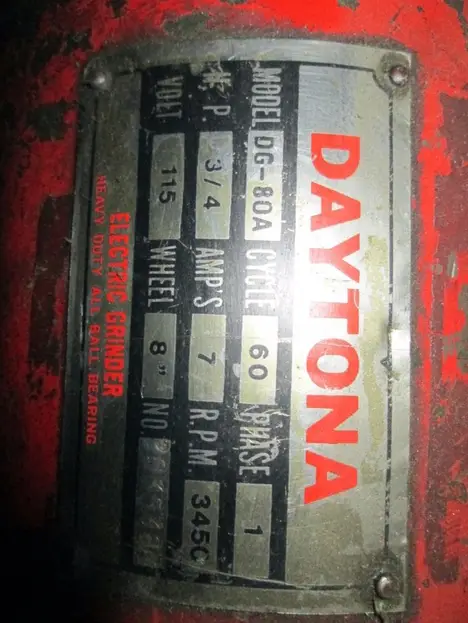 DAYTONA
MODEL DG-80A CYCLE 60 PHASE 1
H. P. 3/4 AMP'S 7 R.P.M. 3450
VOLT 115 WHEEL 8" NO.
ELECTRIC GRINDER
HEAVY DUTY ALL BALL BEARING